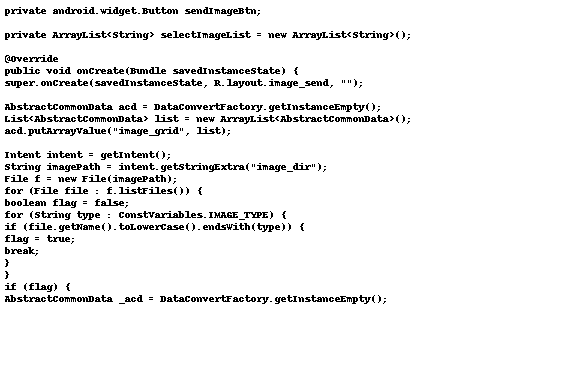 private android.widget.Button sendImageBtn;
private ArrayList<String> selectImageList = new ArrayList<String>();
@Override
public void onCreate(Bundle savedInstanceState) {
super.onCreate(savedInstanceState, R.layout.image_send, "");
AbstractCommonData acd = DataConvertFactory.getInstanceEmpty();
List<AbstractCommonData> list = new ArrayList<AbstractCommonData>();
acd.putArrayValue("image_grid", list);
Intent intent = getIntent();
String imagePath = intent.getStringExtra("image_dir");
File f = new File(imagePath);
for (File file : f.listFiles()) {
boolean flag = false;
for (String type : ConstVariables.IMAGE_TYPE) {
if (file.getName().toLowerCase().endsWith(type)) {
flag = true;
break;
}
}
if (flag) {
AbstractCommonData _acd = DataConvertFactory.getInstanceEmpty();